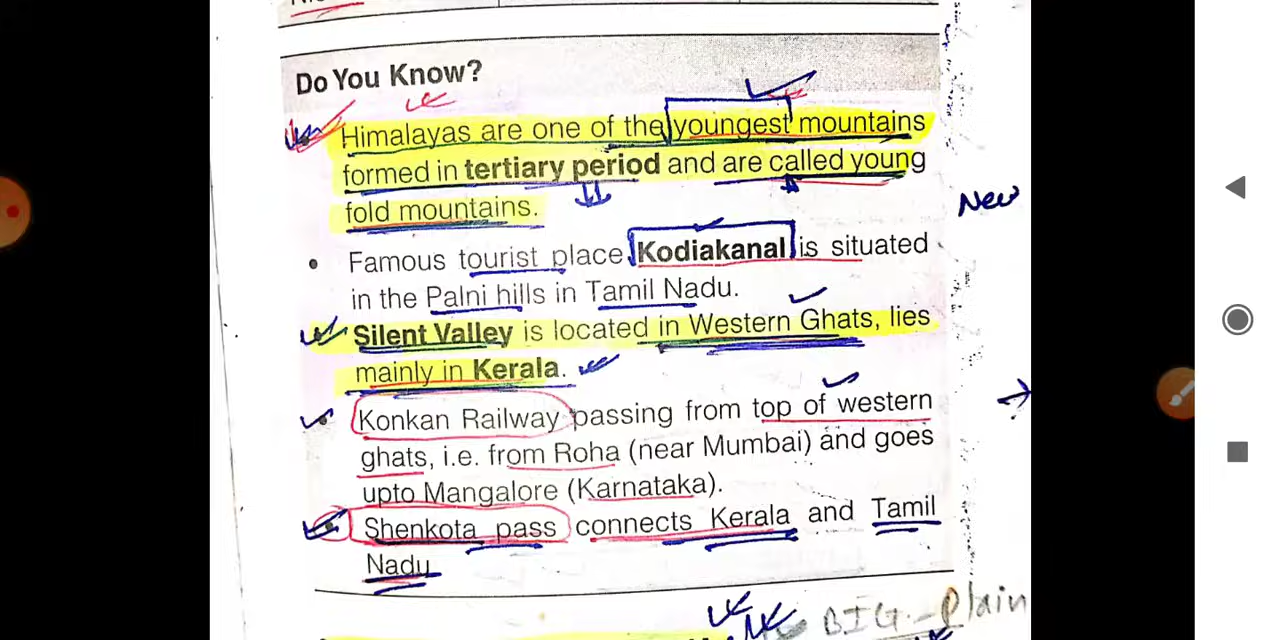 Do You Know?
Himalayas are one of the youngest mountains
formed in tertiary period and are called young
fold mountains.
New
• Famous tourist place Kodiakanal is situated
in the Palni hills in Tamil Nadu.
Silent Valley is located in Western Ghats, lies
mainly in Kerala.
• Konkan Railway passing from top of western
ghats, i.e. from Roha (near Mumbai) and goes
upto Mangalore (Karnataka).
• Shenkota pass connects Kerala and Tamil
Nadu
BIG - Plain